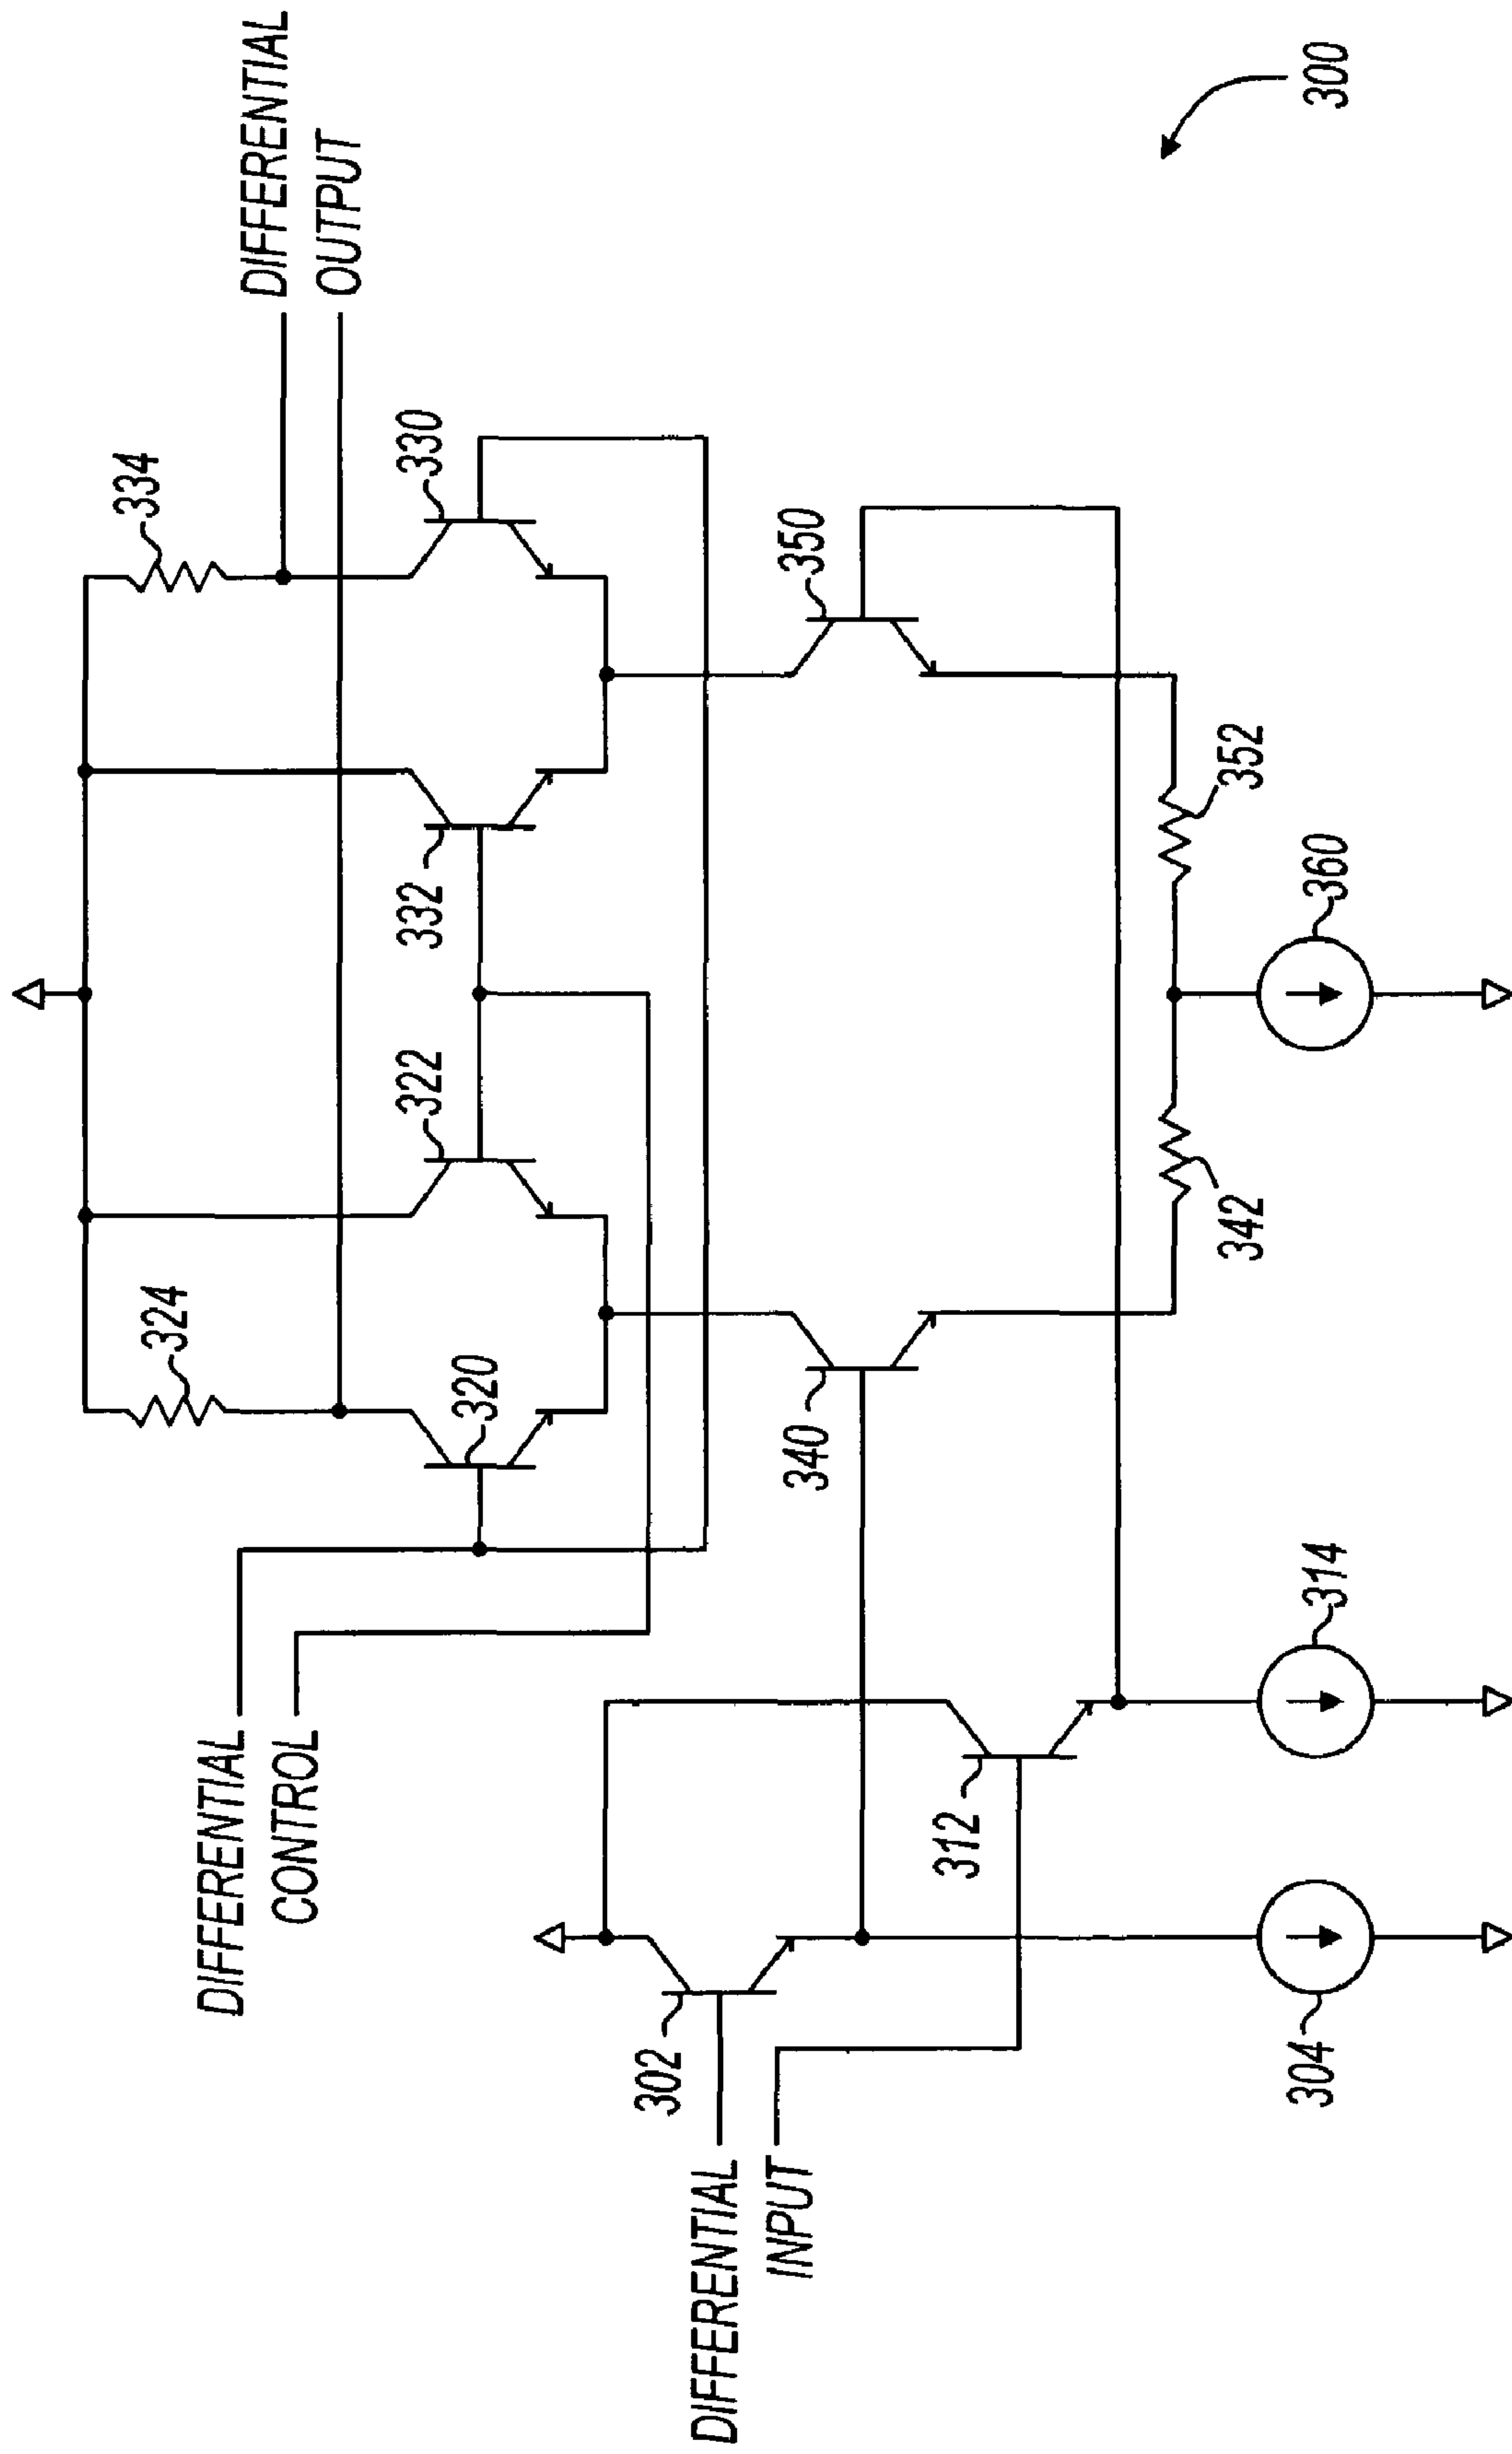 DIFFERENTIAL
OUTPUT
300
334
330
332
322
324
320
350
352
360
342
340
DIFFERENTIAL
CONTROL
314
312
302
304
DIFFERENTIAL
INPUT